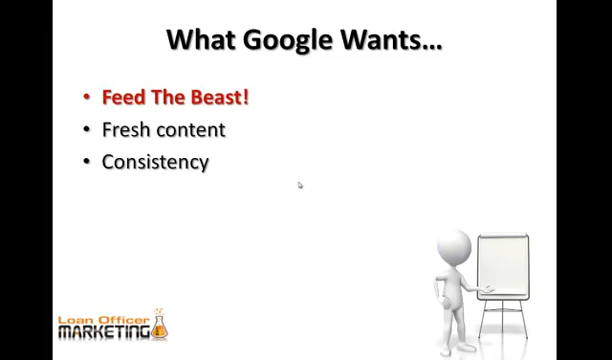 What Google Wants…
• Feed The Beast!
• Fresh content
• Consistency
Loan Officer
MARKETING